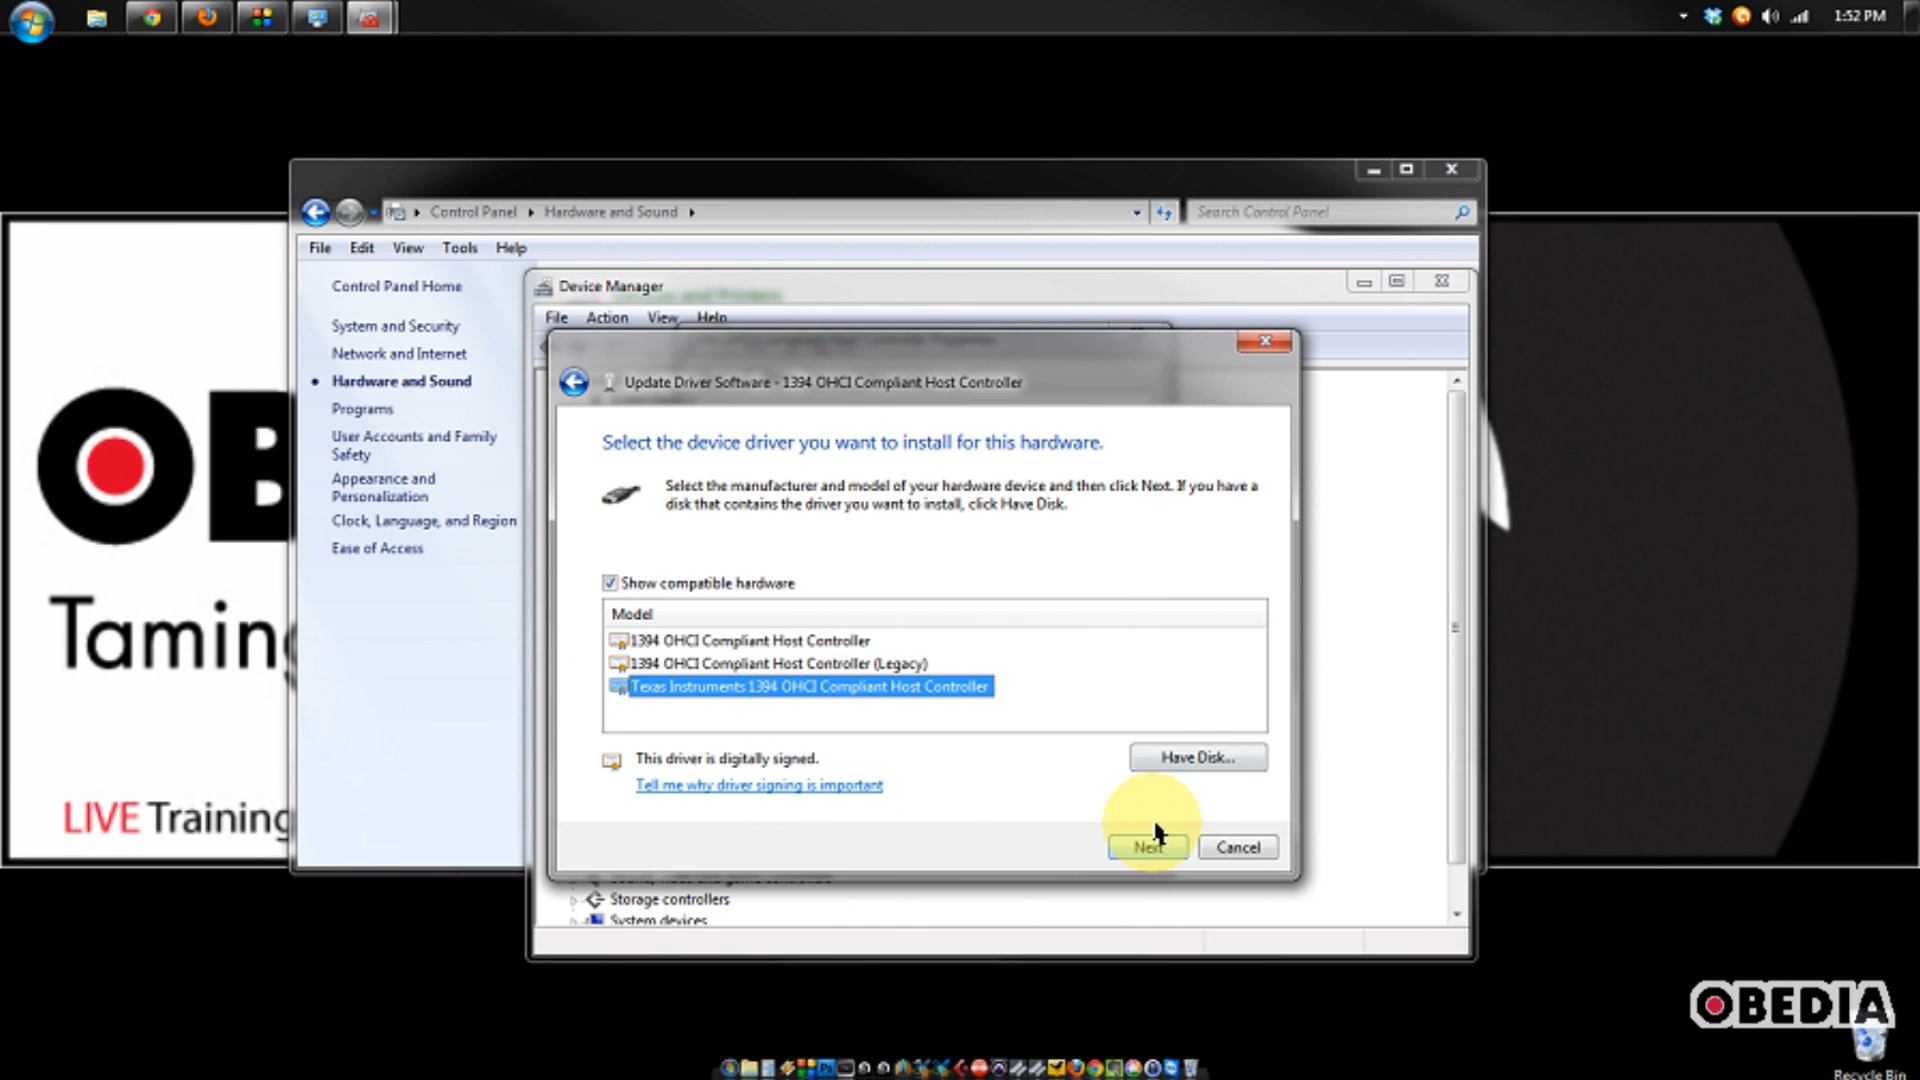 1:52 PM
Control Panel
Hardware and Sound
Search Control Panel
File Edit View Tools Help
Control Panel Home
System and Security
Network and Internet
Hardware and Sound
Programs
User Accounts and Family
Safety
Appearance and
Personalization
Clock, Language, and Region
Ease of Access
Device Manager
File Action View Help
Update Driver Software - 1394 OHCI Compliant Host Controller
Select the device driver you want to install for this hardware.
Select the manufacturer and model of your hardware device and then click Next. If you have a
disk that contains the driver you want to install, click Have Disk.
Show compatible hardware
Model
1394 OHCI Compliant Host Controller
1394 OHCI Compliant Host Controller (Legacy)
Texas Instruments 1394 OHCI Compliant Host Controller
This driver is digitally signed.
Have Disk...
Tell me why driver signing is important
Next
Cancel
Storage controllers
System devices
OB
Taming
LIVE Training
OBEDIA
Recycle Bin